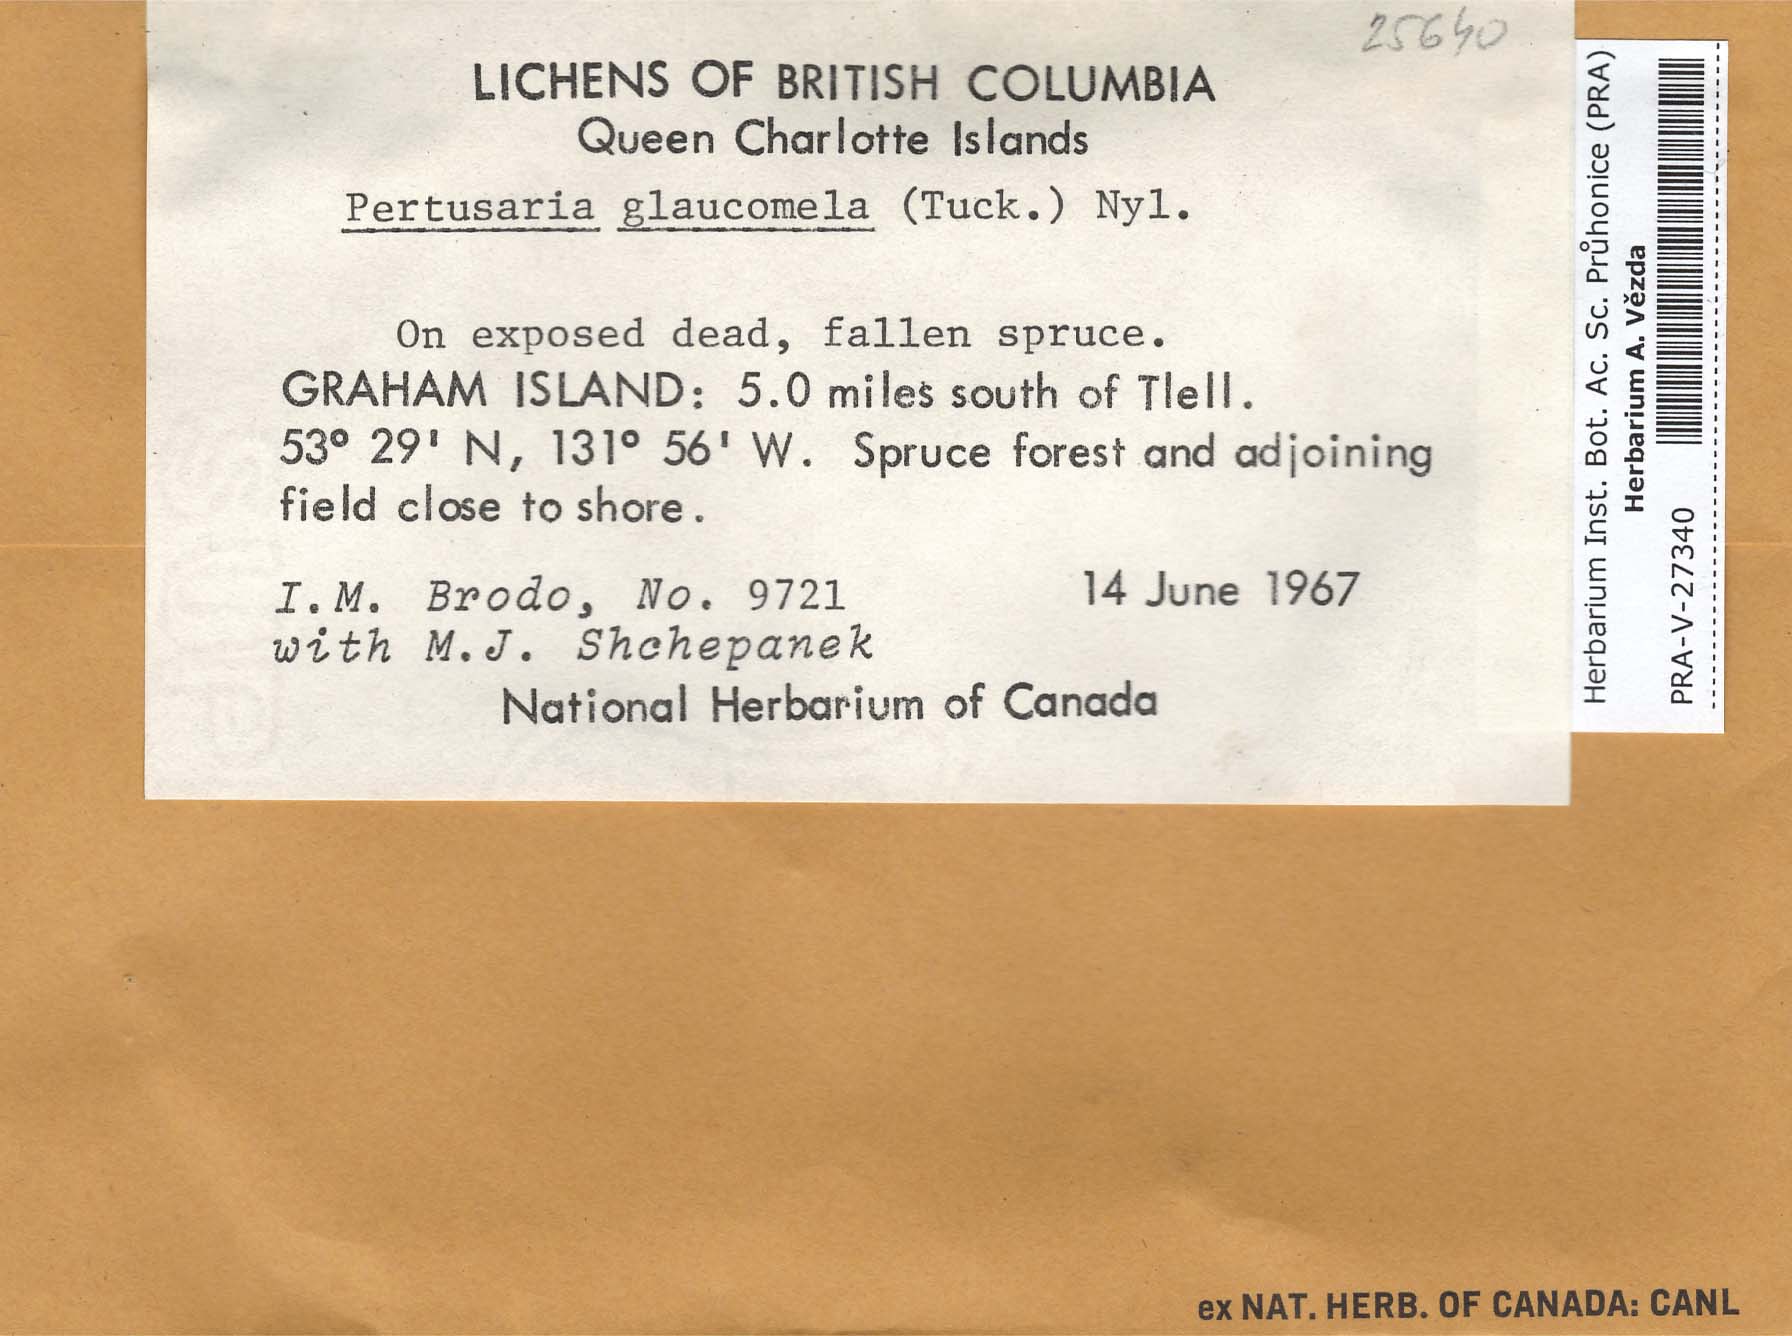 25640
LICHENS OF BRITISH COLUMBIA
Queen Charlotte Islands
Pertusaria glaucomela (Tuck.) Nyl.
On exposed dead, fallen spruce.
GRAHAM ISLAND: 5.0 miles south of Tlell.
53° 29' N, 131° 56' W. Spruce forest and adjoining
field close to shore.
I.M. Brodo, No. 9721 14 June 1967
with M.J. Shchepanek
National Herbarium of Canada
Herbarium Inst. Bot. Ac. Sc. Průhonice (PRA)
Herbarium A. Vězda
PRA-V-27340
ex NAT. HERB. OF CANADA: CANL